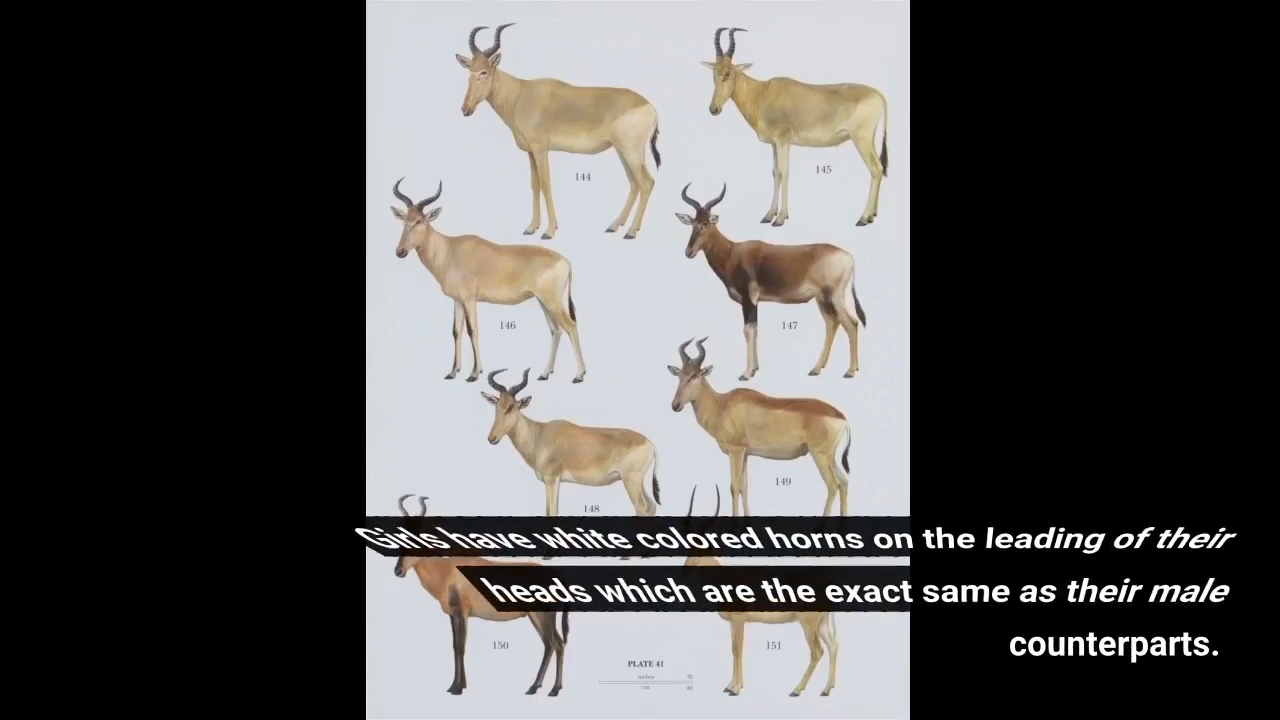 144
145
146
147
148
149
Girls have white colored horns on the leading of their
heads which are the exact same as their male
counterparts.
150
151
PLATE 41
inches